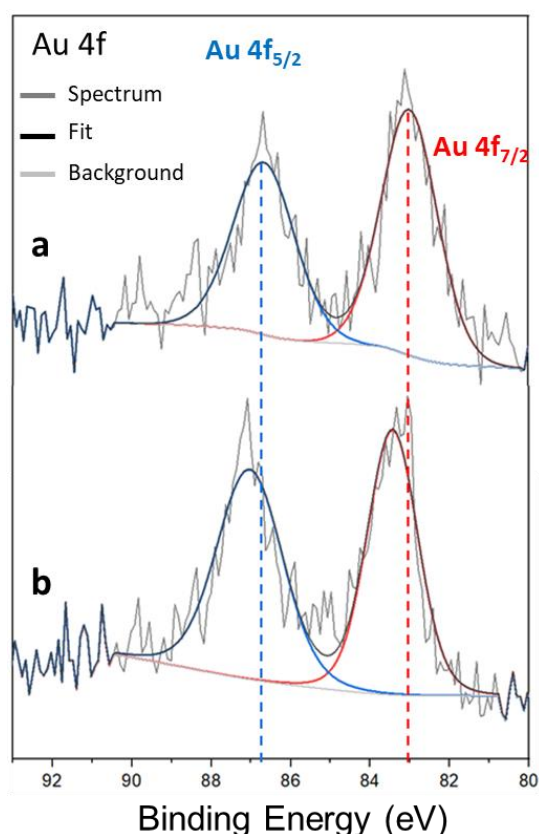 Au 4f
Au 4f5/2
Spectrum
Fit
Background
Au 4f7/2
a
b
92 90 88 86 84 82 80
Binding Energy (eV)